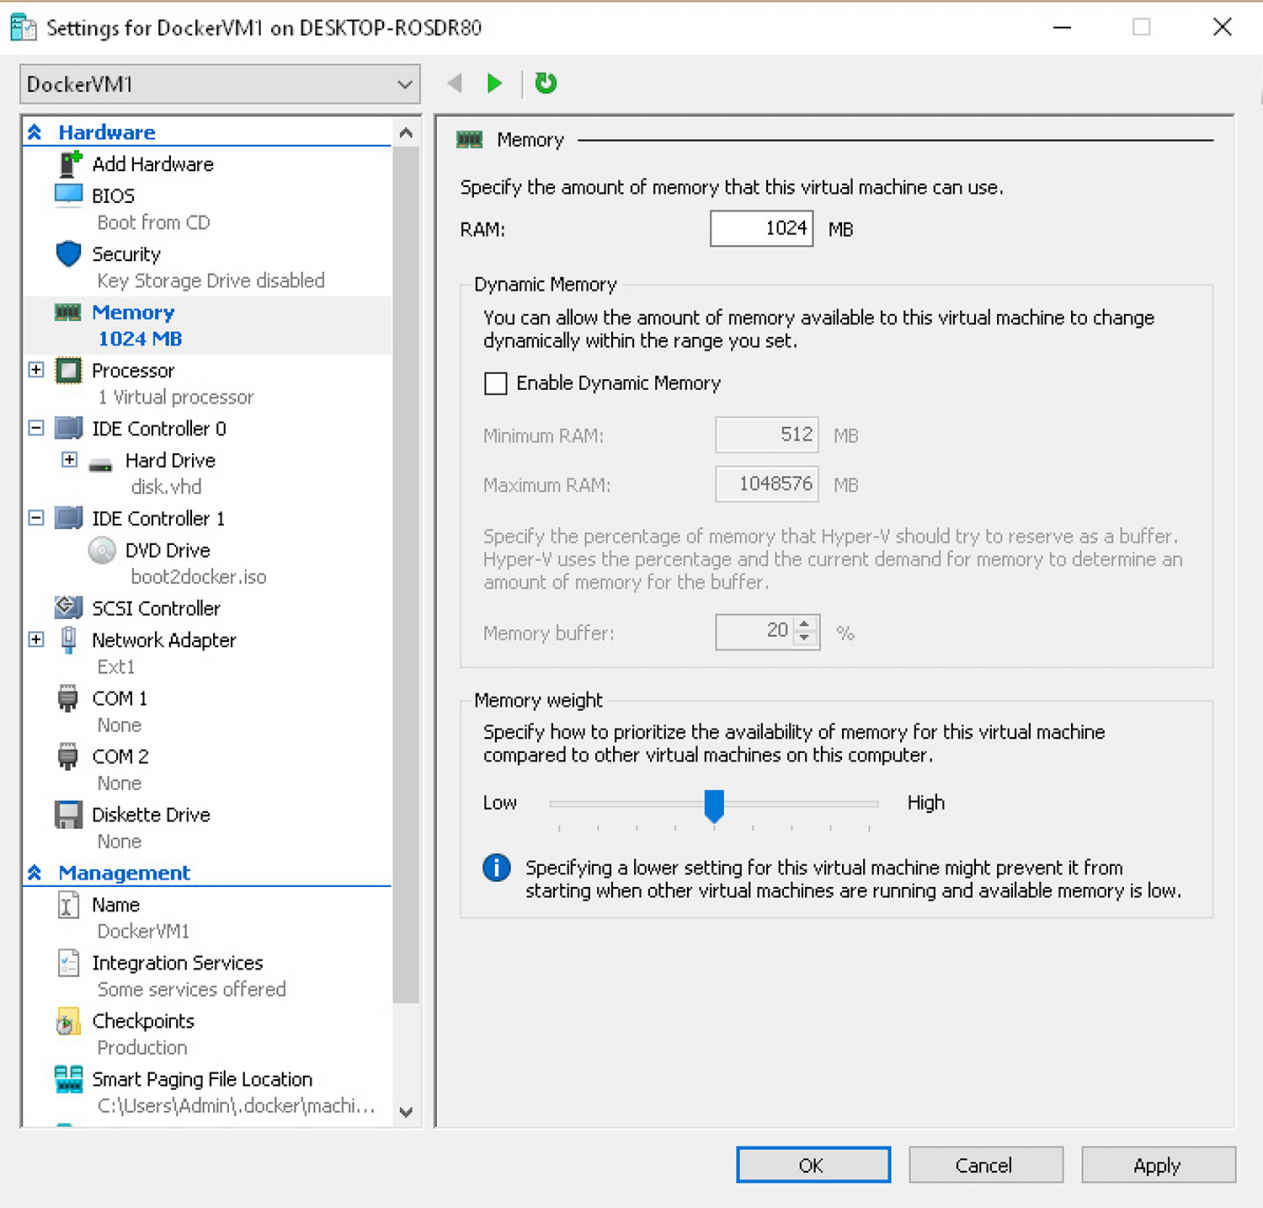 Settings for DockerVM1 on DESKTOP-ROSDR80
DockerVM1
Hardware
Add Hardware
BIOS
Boot from CD
Security
Key Storage Drive disabled
Memory
1024 MB
Processor
1 Virtual processor
IDE Controller 0
Hard Drive
disk.vhd
IDE Controller 1
DVD Drive
boot2docker.iso
SCSI Controller
Network Adapter
Ext1
COM 1
None
COM 2
None
Diskette Drive
None
Management
Name
DockerVM1
Integration Services
Some services offered
Checkpoints
Production
Smart Paging File Location
C:\Users\Admin\.docker\machi...
Memory
Specify the amount of memory that this virtual machine can use.
RAM: 1024 MB
Dynamic Memory
You can allow the amount of memory available to this virtual machine to change
dynamically within the range you set.
Enable Dynamic Memory
Minimum RAM: 512 MB
Maximum RAM: 1048576 MB
Specify the percentage of memory that Hyper-V should try to reserve as a buffer.
Hyper-V uses the percentage and the current demand for memory to determine an
amount of memory for the buffer.
Memory buffer: 20 %
Memory weight
Specify how to prioritize the availability of memory for this virtual machine
compared to other virtual machines on this computer.
Low High
Specifying a lower setting for this virtual machine might prevent it from
starting when other virtual machines are running and available memory is low.
OK Cancel Apply